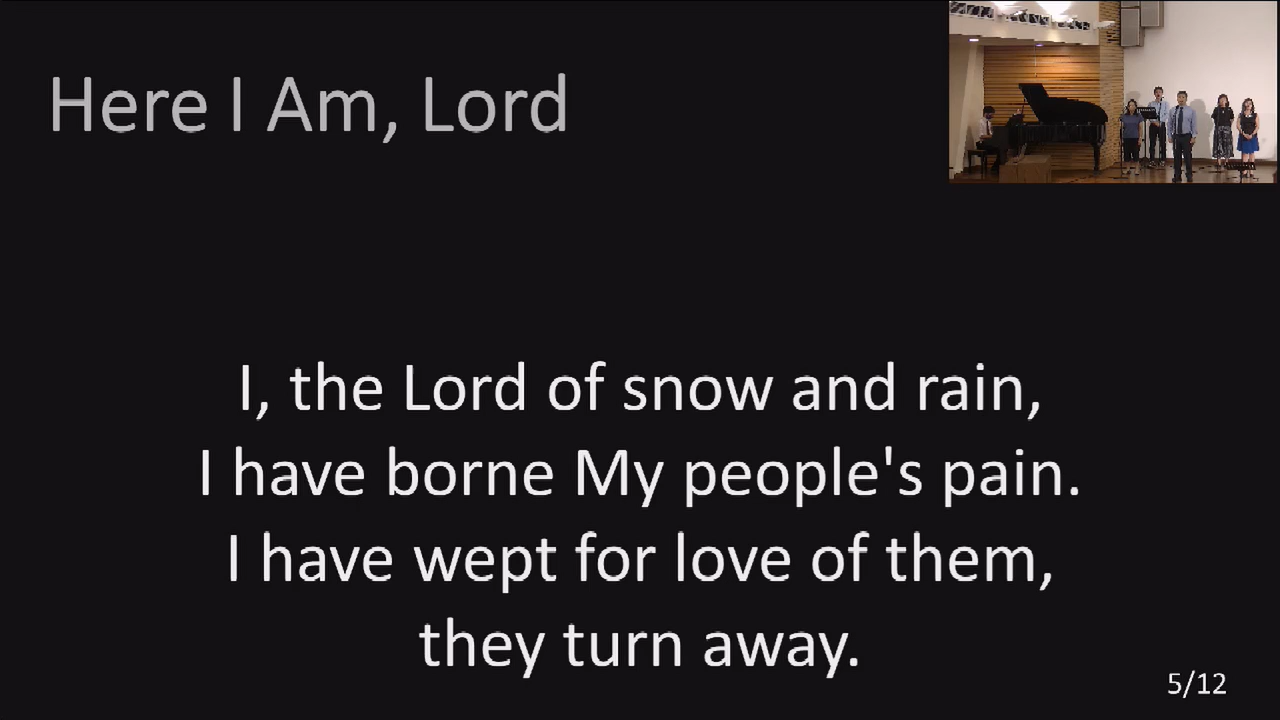 Here I Am, Lord
I, the Lord of snow and rain,
I have borne My people's pain.
I have wept for love of them,
they turn away.
5/12